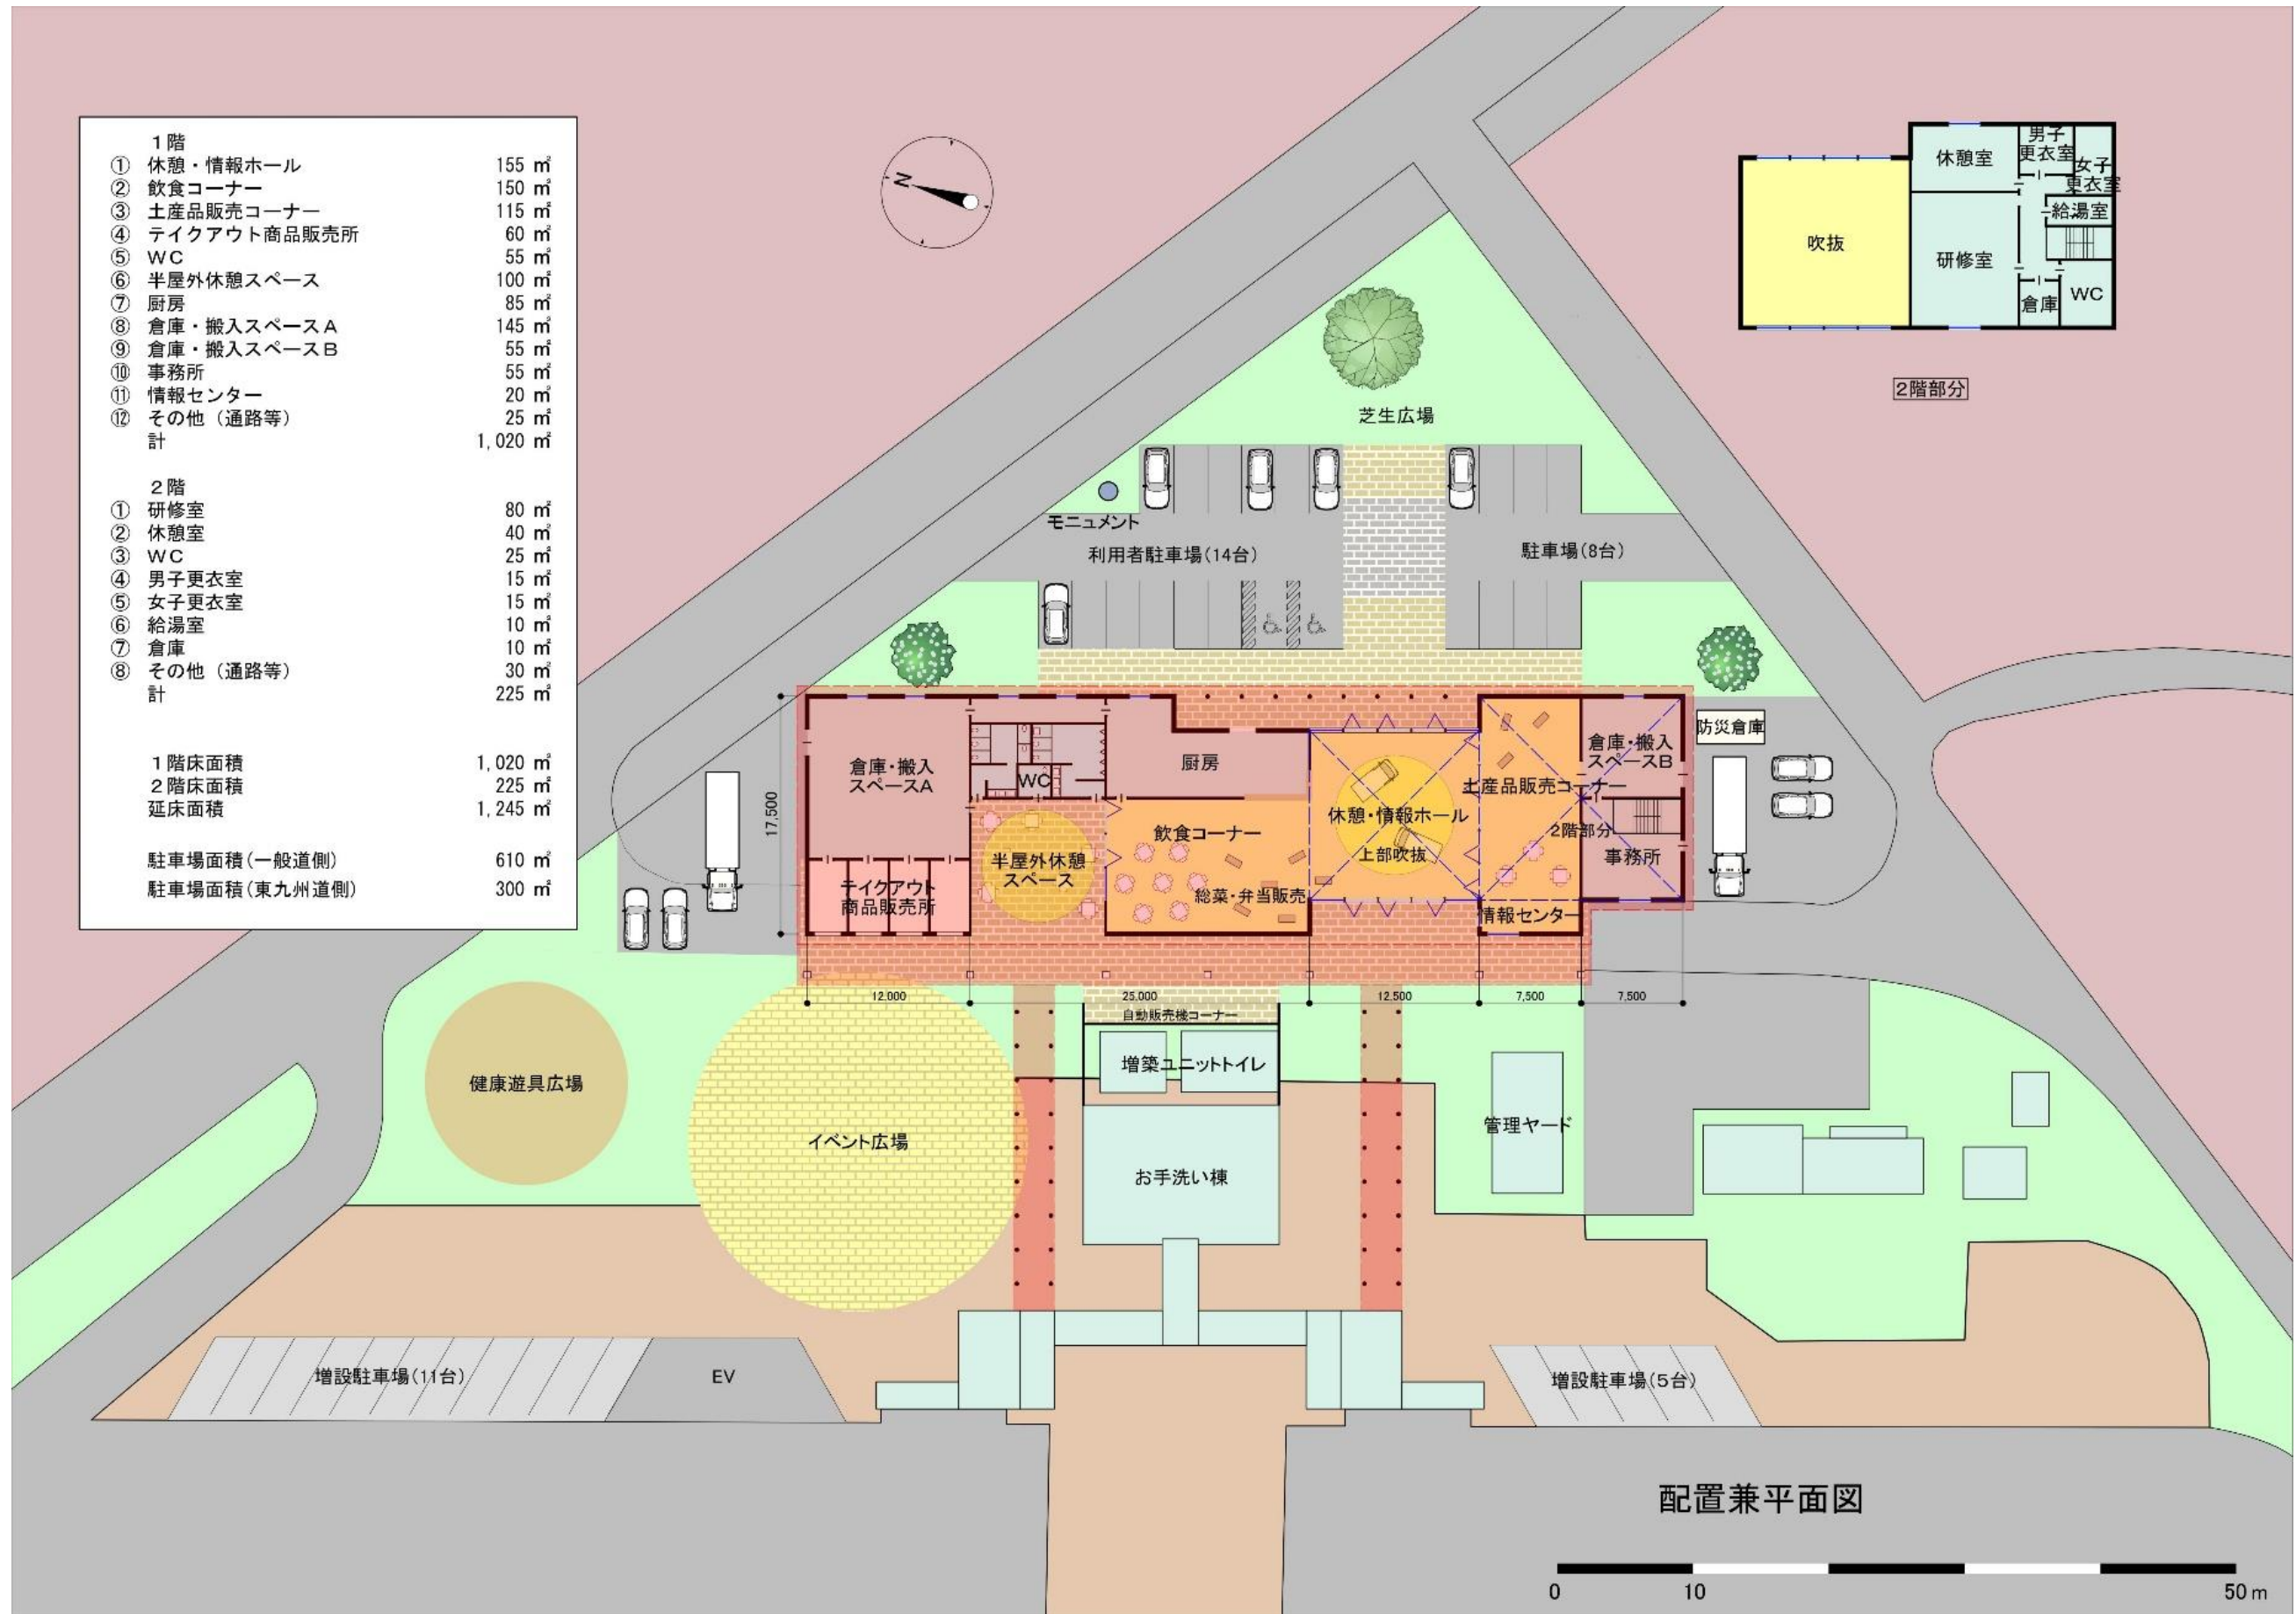 1階
① 休憩・情報ホール 155 ㎡
② 飲食コーナー 150 ㎡
③ 土産品販売コーナー 115 ㎡
④ テイクアウト商品販売所 60 ㎡
⑤ WC 55 ㎡
⑥ 半屋外休憩スペース 100 ㎡
⑦ 厨房 85 ㎡
⑧ 倉庫・搬入スペースA 145 ㎡
⑨ 倉庫・搬入スペースB 55 ㎡
⑩ 事務所 55 ㎡
⑪ 情報センター 20 ㎡
⑫ その他（通路等） 25 ㎡
計 1,020 ㎡
2階
① 研修室 80 ㎡
② 休憩室 40 ㎡
③ WC 25 ㎡
④ 男子更衣室 15 ㎡
⑤ 女子更衣室 15 ㎡
⑥ 給湯室 10 ㎡
⑦ 倉庫 10 ㎡
⑧ その他（通路等） 30 ㎡
計 225 ㎡
1階床面積 1,020 ㎡
2階床面積 225 ㎡
延床面積 1,245 ㎡
駐車場面積(一般道側) 610 ㎡
駐車場面積(東九州道側) 300 ㎡
N
休憩室
男子
更衣室
女子
更衣室
給湯室
吹抜
研修室
倉庫
WC
2階部分
芝生広場
モニュメント
利用者駐車場(14台)
駐車場(8台)
防災倉庫
倉庫・搬入
スペースA
WC
厨房
倉庫・搬入
スペースB
土産品販売コーナー
休憩・情報ホール
上部吹抜
飲食コーナー
2階部分
事務所
半屋外休憩
スペース
テイクアウト
商品販売所
総菜・弁当販売
情報センター
17,500
12,000
25,000
12,500
7,500
7,500
自動販売機コーナー
増築ユニットトイレ
健康遊具広場
イベント広場
お手洗い棟
管理ヤード
増設駐車場(11台)
EV
増設駐車場(5台)
配置兼平面図
0 10 50 m